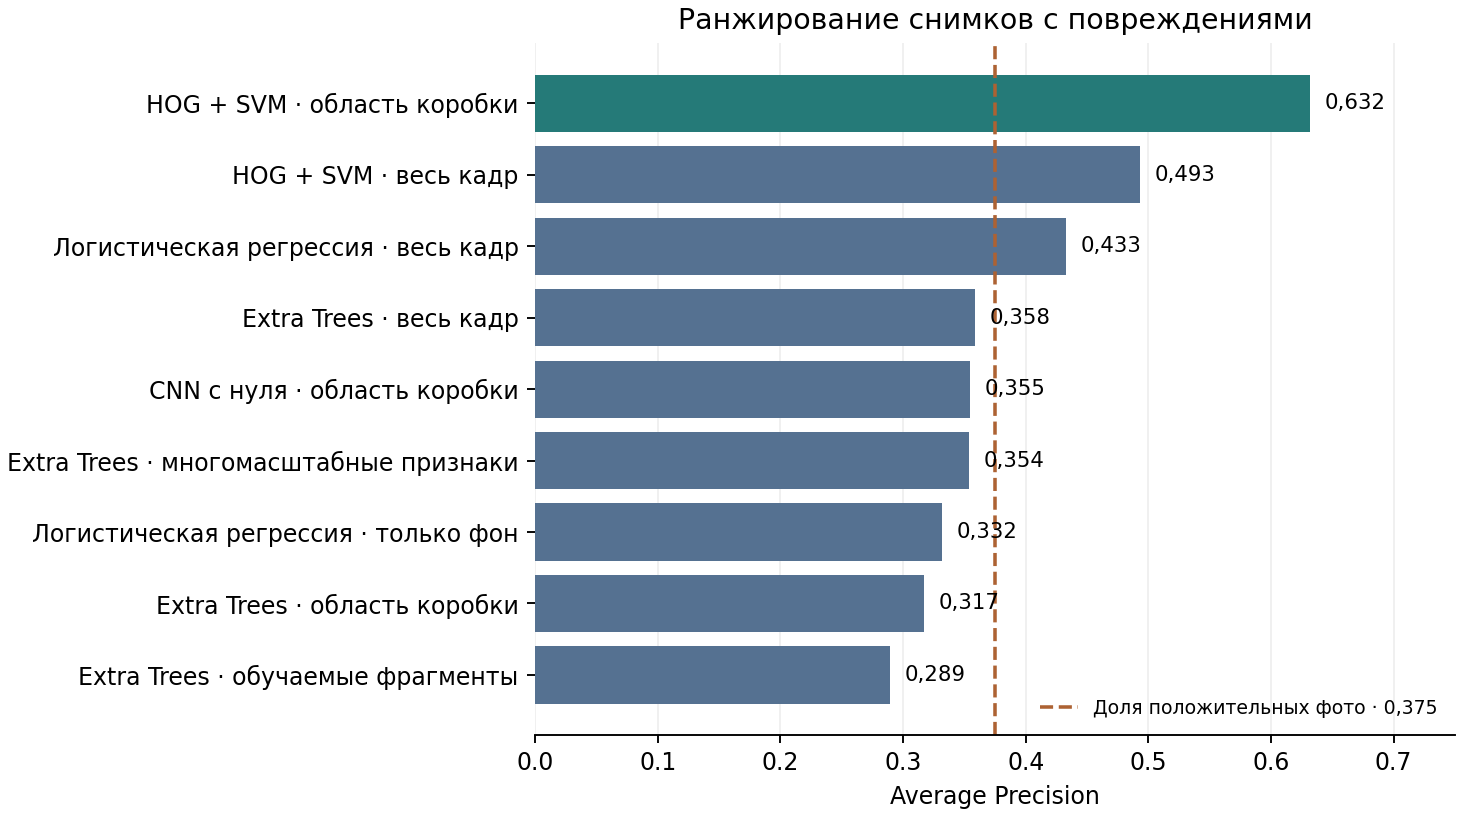 Ранжирование снимков с повреждениями
HOG + SVM · область коробки
0,632
HOG + SVM · весь кадр
0,493
Логистическая регрессия · весь кадр
0,433
Extra Trees · весь кадр
0,358
CNN с нуля · область коробки
0,355
Extra Trees · многомасштабные признаки
0,354
Логистическая регрессия · только фон
0,332
Extra Trees · область коробки
0,317
Extra Trees · обучаемые фрагменты
0,289
Доля положительных фото · 0,375
0.0 0.1 0.2 0.3 0.4 0.5 0.6 0.7
Average Precision